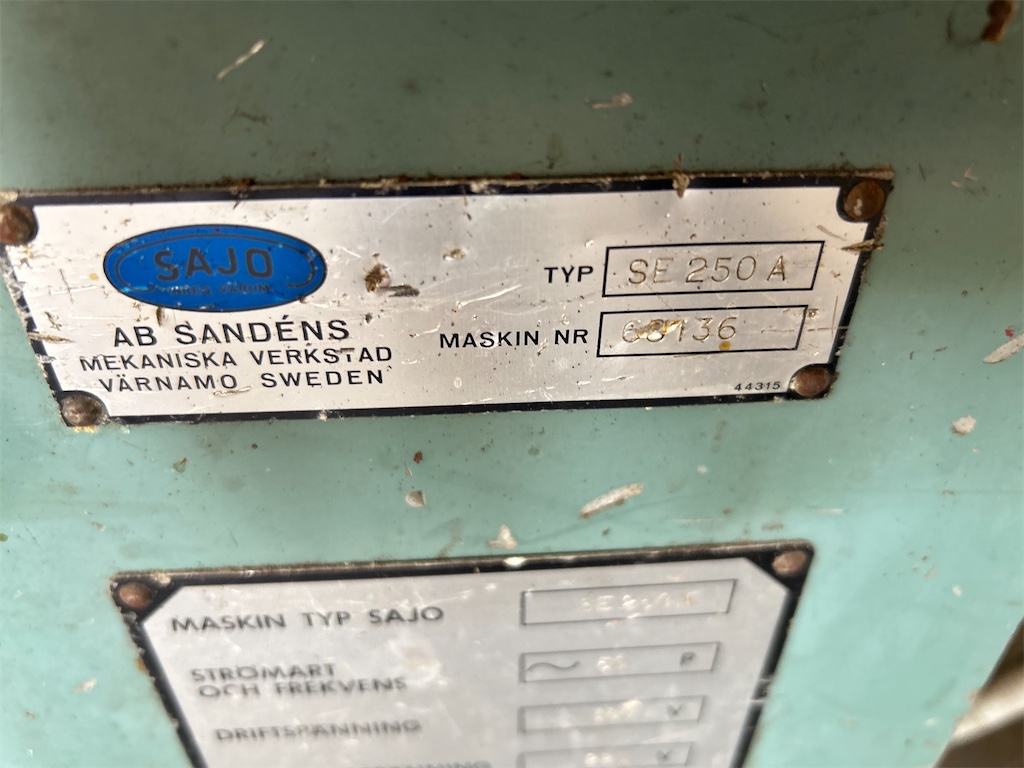 SAJO
TYP SE 250 A
AB SANDÉNS
MEKANISKA VERKSTAD
VÄRNAMO SWEDEN
MASKIN NR 68136
44315
MASKIN TYP SAJO
STRÖMART
OCH FREKVENS ~ P
DRIFTSPÄNNING V
V